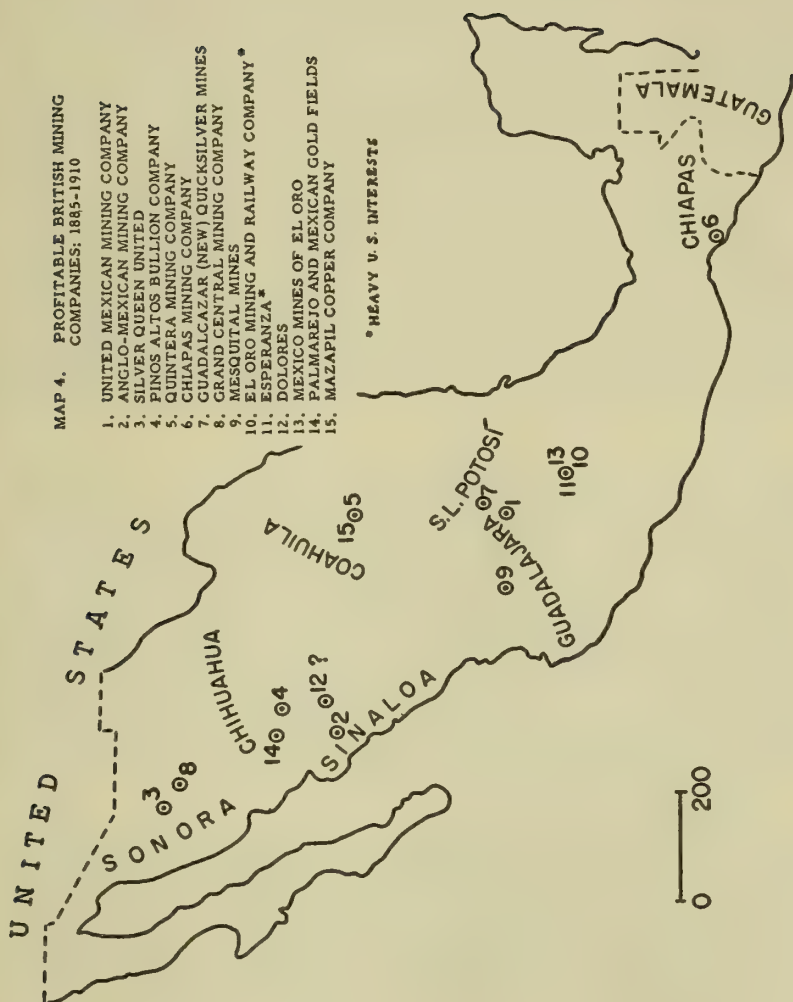 MAP 4. PROFITABLE BRITISH MINING
COMPANIES: 1885-1910
1. UNITED MEXICAN MINING COMPANY
2. ANGLO-MEXICAN MINING COMPANY
3. SILVER QUEEN UNITED
4. PINOS ALTOS BULLION COMPANY
5. QUINTERA MINING COMPANY
6. CHIAPAS MINING COMPANY
7. GUADALCAZAR (NEW) QUICKSILVER MINES
8. GRAND CENTRAL MINING COMPANY
9. MESQUITAL MINES
10. EL ORO MINING AND RAILWAY COMPANY*
11. ESPERANZA*
12. DOLORES
13. MEXICO MINES OF EL ORO
14. PALMAREJO AND MEXICAN GOLD FIELDS
15. MAZAPIL COPPER COMPANY
*HEAVY U.S. INTERESTS
UNITED STATES
SONORA
3
8
CHIHUAHUA
14
4
12?
2
SINALOA
COAHUILA
15 5
S.L. POTOSÍ
7
1
9
GUADALAJARA
11 13
10
CHIAPAS
6
GUATEMALA
0 200